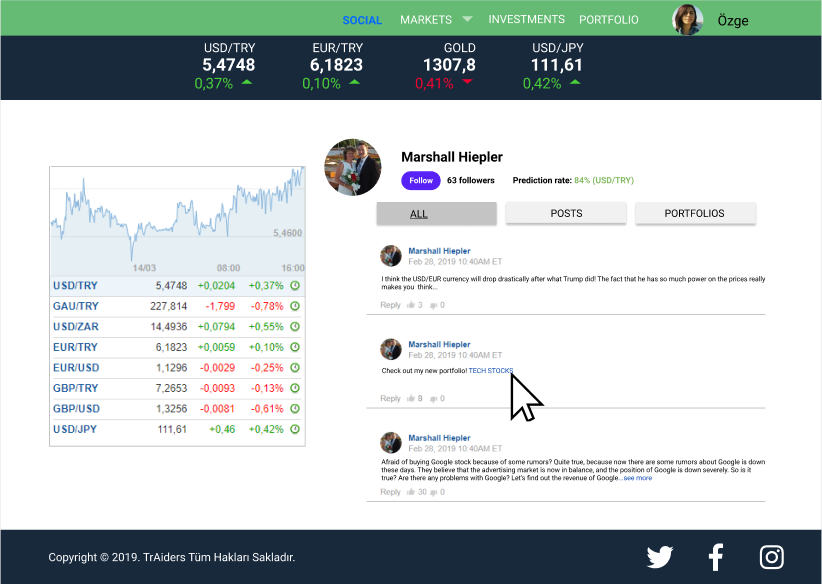 SOCIAL MARKETS INVESTMENTS PORTFOLIO Özge
USD/TRY EUR/TRY GOLD USD/JPY
5,4748 6,1823 1307,8 111,61
0,37% 0,10% 0,41% 0,42%
5,4600
14/03 08:00 16:00
USD/TRY 5,4748 +0,0204 +0,37%
GAU/TRY 227,814 -1,799 -0,78%
USD/ZAR 14,4936 +0,0794 +0,55%
EUR/TRY 6,1823 +0,0059 +0,10%
EUR/USD 1,1296 -0,0029 -0,25%
GBP/TRY 7,2653 -0,0093 -0,13%
GBP/USD 1,3256 -0,0081 -0,61%
USD/JPY 111,61 +0,46 +0,42%
Marshall Hiepler
Follow 63 followers Prediction rate: 84% (USD/TRY)
ALL POSTS PORTFOLIOS
Marshall Hiepler
Feb 28, 2019 10:40AM ET
I think the USD/EUR currency will drop drastically after what Trump did! The fact that he has so much power on the prices really
makes you think...
Reply 3 0
Marshall Hiepler
Feb 28, 2019 10:40AM ET
Check out my new portfolio! TECH STOCKS
Reply 8 0
Marshall Hiepler
Feb 28, 2019 10:40AM ET
Afraid of buying Google stock because of some rumors? Quite true, because now there are some rumors about Google is down
these days. They believe that the advertising market is now in balance, and the position of Google is down severely. So is it
true? Are there any problems with Google? Let's find out the revenue of Google...see more
Reply 30 0
Copyright © 2019. TrAiders Tüm Hakları Sakladır.